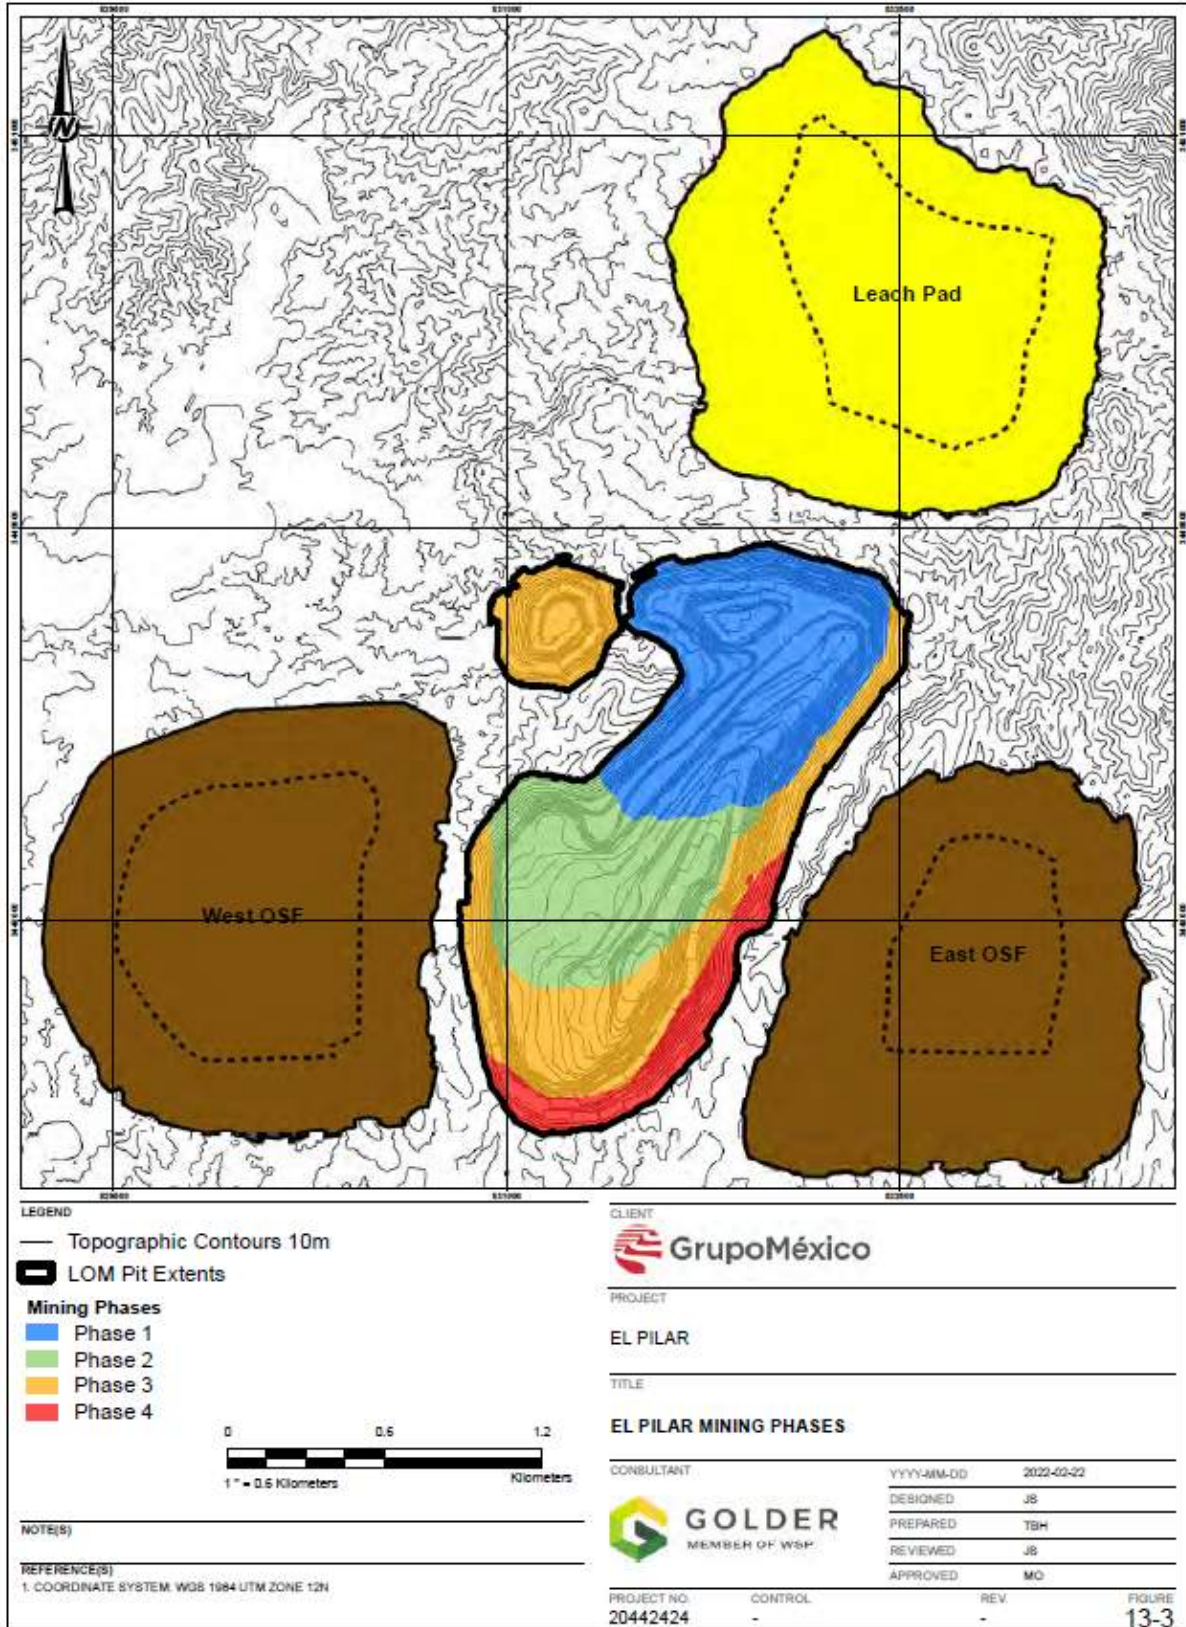 N
Leach Pad
West OSF
East OSF
LEGEND
Topographic Contours 10m
LOM Pit Extents
Mining Phases
Phase 1
Phase 2
Phase 3
Phase 4
0 0.6 1.2
1 " = 0.6 Kilometers
Kilometers
NOTE(S)
REFERENCE(S)
1. COORDINATE SYSTEM: WGS 1984 UTM ZONE 12N
CLIENT
GrupoMéxico
PROJECT
EL PILAR
TITLE
EL PILAR MINING PHASES
CONSULTANT
GOLDER
MEMBER OF WSP
YYYY-MM-DD 2022-02-22
DESIGNED JS
PREPARED TBH
REVIEWED JS
APPROVED MO
PROJECT NO. CONTROL REV. FIGURE
20442424 - - 13-3